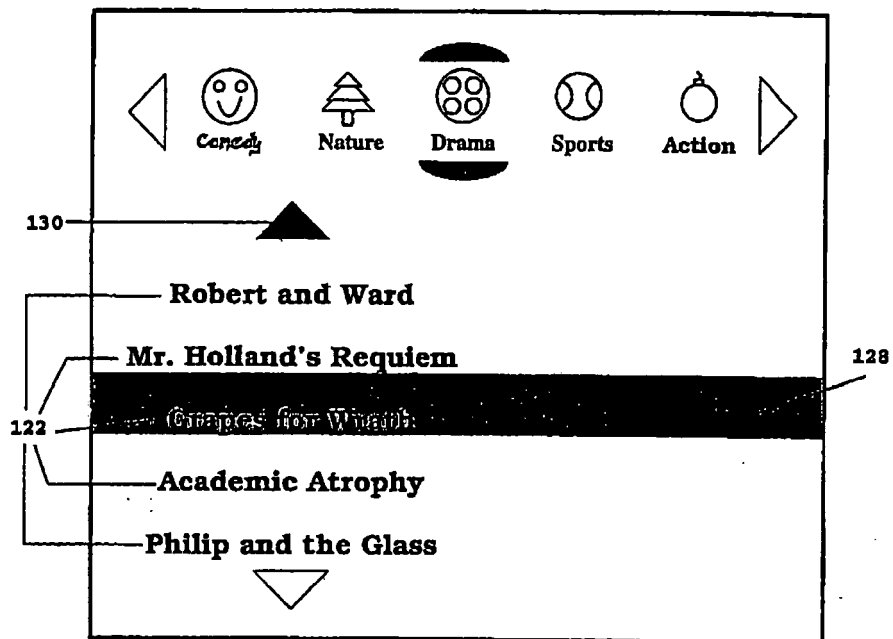 Comedy Nature Drama Sports Action
130
Robert and Ward
Mr. Holland's Requiem
128
Grapes for Wrath
122
Academic Atrophy
Philip and the Glass